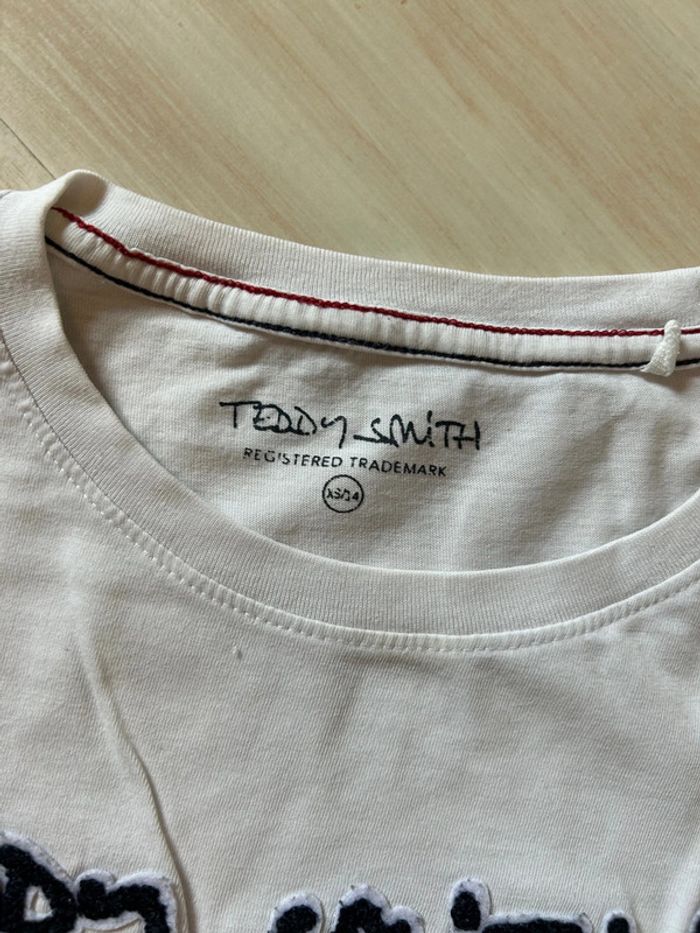 TEDDY SMITH
REGISTERED TRADEMARK
XS/14